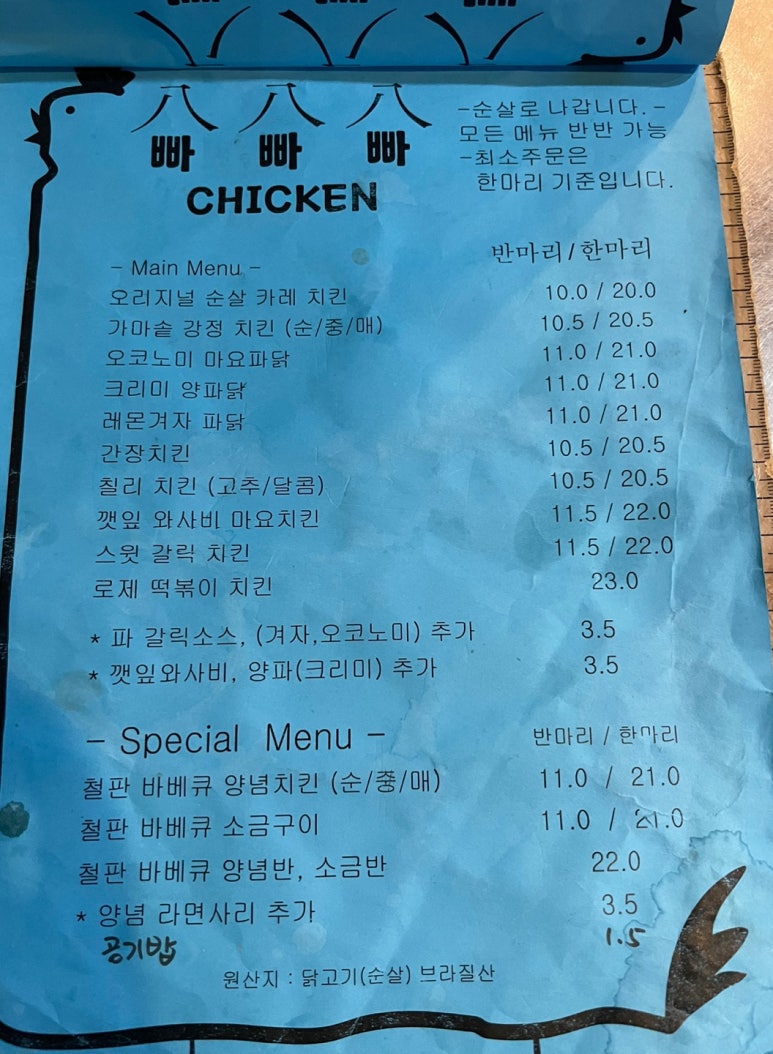 八 八 八
빠 빠 빠
CHICKEN
-순살로 나갑니다.-
모든 메뉴 반반 가능
-최소주문은
한마리 기준입니다.
- Main Menu - 반마리/한마리
오리지널 순살 카레 치킨 10.0 / 20.0
가마솥 강정 치킨 (순/중/매) 10.5 / 20.5
오코노미 마요파닭 11.0 / 21.0
크리미 양파닭 11.0 / 21.0
레몬겨자 파닭 11.0 / 21.0
간장치킨 10.5 / 20.5
칠리 치킨 (고추/달콤) 10.5 / 20.5
깻잎 와사비 마요치킨 11.5 / 22.0
스윗 갈릭 치킨 11.5 / 22.0
로제 떡볶이 치킨 23.0
* 파 갈릭소스, (겨자,오코노미) 추가 3.5
* 깻잎와사비, 양파(크리미) 추가 3.5
- Special Menu - 반마리 / 한마리
철판 바베큐 양념치킨 (순/중/매) 11.0 / 21.0
철판 바베큐 소금구이 11.0 / 21.0
철판 바베큐 양념반, 소금반 22.0
* 양념 라면사리 추가 3.5
공기밥 1.5
원산지 : 닭고기(순살) 브라질산